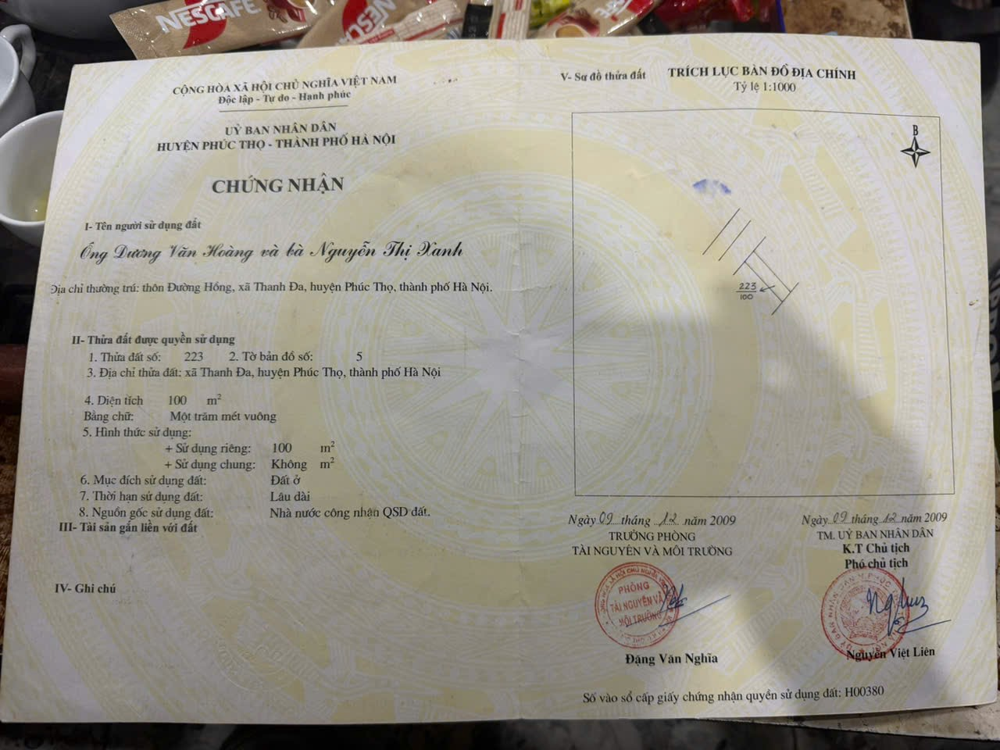 NESCAFÉ
CỘNG HÒA XÃ HỘI CHỦ NGHĨA VIỆT NAM
Độc lập - Tự do - Hạnh phúc
UỶ BAN NHÂN DÂN
HUYỆN PHÚC THỌ - THÀNH PHỐ HÀ NỘI
CHỨNG NHẬN
I- Tên người sử dụng đất
Ông Dương Văn Hoàng và bà Nguyễn Thị Xanh
Địa chỉ thường trú: thôn Đường Hồng, xã Thanh Đa, huyện Phúc Thọ, thành phố Hà Nội.
II- Thửa đất được quyền sử dụng
1. Thửa đất số: 223 2. Tờ bản đồ số: 5
3. Địa chỉ thửa đất: xã Thanh Đa, huyện Phúc Thọ, thành phố Hà Nội
4. Diện tích 100 m²
Bằng chữ: Một trăm mét vuông
5. Hình thức sử dụng:
+ Sử dụng riêng: 100 m²
+ Sử dụng chung: Không m²
6. Mục đích sử dụng đất: Đất ở
7. Thời hạn sử dụng đất: Lâu dài
8. Nguồn gốc sử dụng đất: Nhà nước công nhận QSD đất.
III- Tài sản gắn liền với đất
IV- Ghi chú
V- Sơ đồ thửa đất TRÍCH LỤC BẢN ĐỒ ĐỊA CHÍNH
Tỷ lệ 1:1000
B
223
100
Ngày 09 tháng 12 năm 2009
TRƯỞNG PHÒNG
TÀI NGUYÊN VÀ MÔI TRƯỜNG
PHÒNG
TÀI NGUYÊN VÀ
MÔI TRƯỜNG
Đặng Văn Nghĩa
Ngày 09 tháng 12 năm 2009
TM. UỶ BAN NHÂN DÂN
K.T Chủ tịch
Phó chủ tịch
Nguyễn Việt Liên
Số vào sổ cấp giấy chứng nhận quyền sử dụng đất: H00380